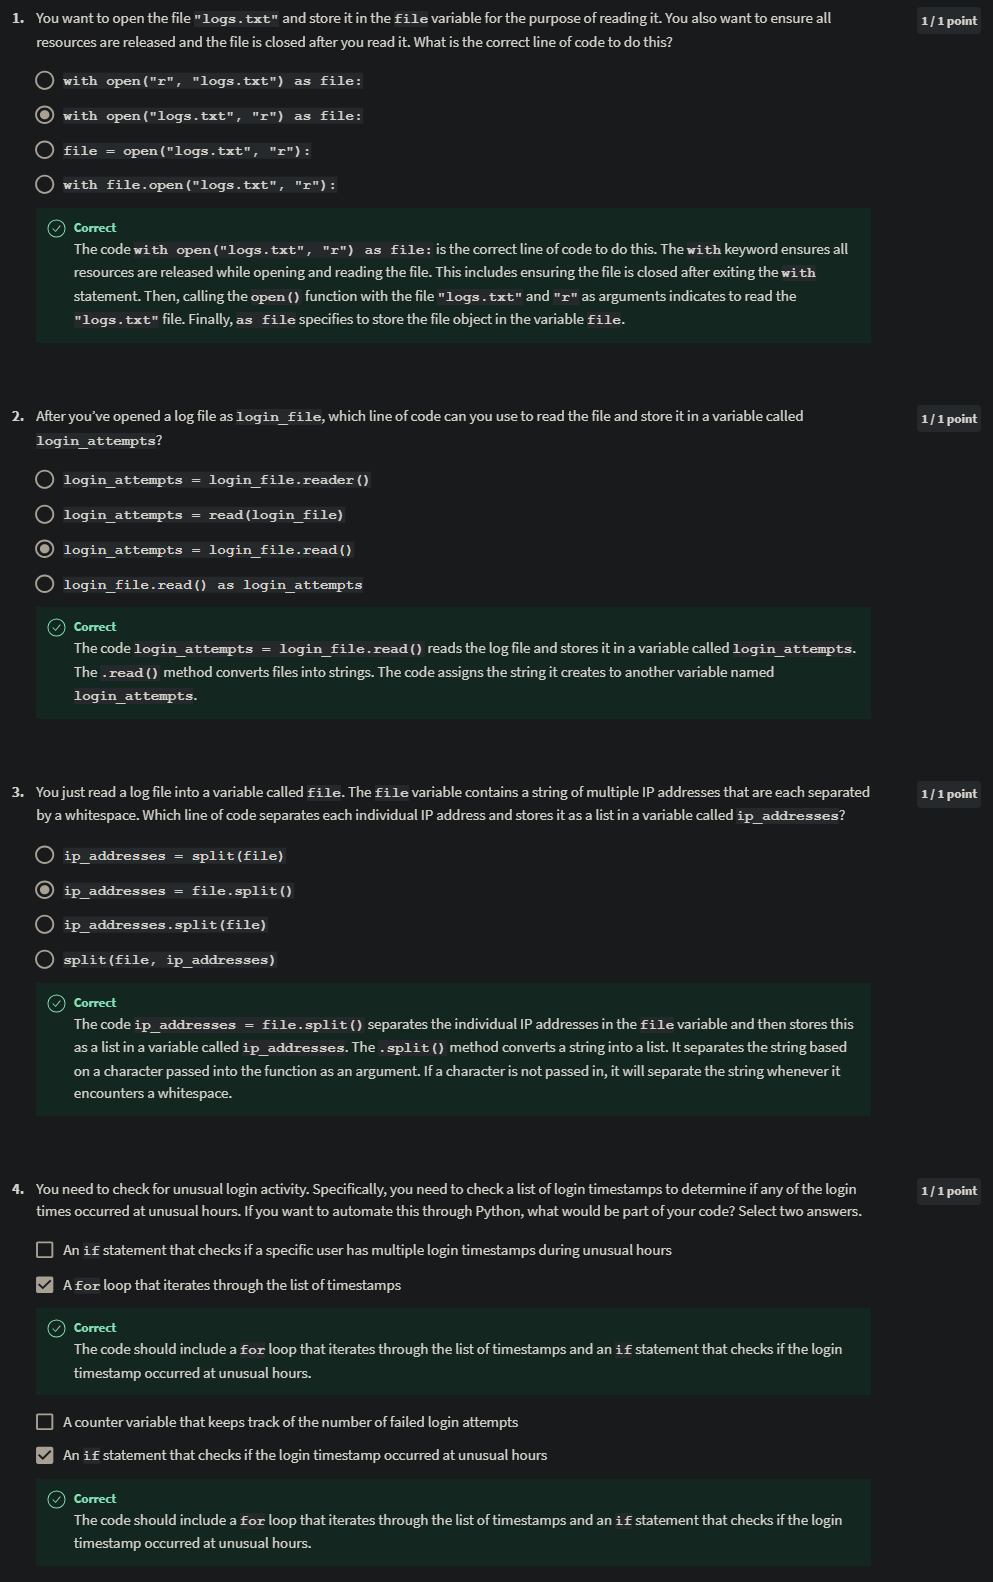 1. You want to open the file "logs.txt" and store it in the file variable for the purpose of reading it. You also want to ensure all
resources are released and the file is closed after you read it. What is the correct line of code to do this?
1 / 1 point
with open("r", "logs.txt") as file:
with open("logs.txt", "r") as file:
file = open("logs.txt", "r"):
with file.open("logs.txt", "r"):
Correct
The code with open("logs.txt", "r") as file: is the correct line of code to do this. The with keyword ensures all
resources are released while opening and reading the file. This includes ensuring the file is closed after exiting the with
statement. Then, calling the open() function with the file "logs.txt" and "r" as arguments indicates to read the
"logs.txt" file. Finally, as file specifies to store the file object in the variable file.
2. After you've opened a log file as login_file, which line of code can you use to read the file and store it in a variable called
login_attempts?
1 / 1 point
login_attempts = login_file.reader()
login_attempts = read(login_file)
login_attempts = login_file.read()
login_file.read() as login_attempts
Correct
The code login_attempts = login_file.read() reads the log file and stores it in a variable called login_attempts.
The .read() method converts files into strings. The code assigns the string it creates to another variable named
login_attempts.
3. You just read a log file into a variable called file. The file variable contains a string of multiple IP addresses that are each separated
by a whitespace. Which line of code separates each individual IP address and stores it as a list in a variable called ip_addresses?
1 / 1 point
ip_addresses = split(file)
ip_addresses = file.split()
ip_addresses.split(file)
split(file, ip_addresses)
Correct
The code ip_addresses = file.split() separates the individual IP addresses in the file variable and then stores this
as a list in a variable called ip_addresses. The .split() method converts a string into a list. It separates the string based
on a character passed into the function as an argument. If a character is not passed in, it will separate the string whenever it
encounters a whitespace.
4. You need to check for unusual login activity. Specifically, you need to check a list of login timestamps to determine if any of the login
times occurred at unusual hours. If you want to automate this through Python, what would be part of your code? Select two answers.
1 / 1 point
An if statement that checks if a specific user has multiple login timestamps during unusual hours
A for loop that iterates through the list of timestamps
Correct
The code should include a for loop that iterates through the list of timestamps and an if statement that checks if the login
timestamp occurred at unusual hours.
A counter variable that keeps track of the number of failed login attempts
An if statement that checks if the login timestamp occurred at unusual hours
Correct
The code should include a for loop that iterates through the list of timestamps and an if statement that checks if the login
timestamp occurred at unusual hours.